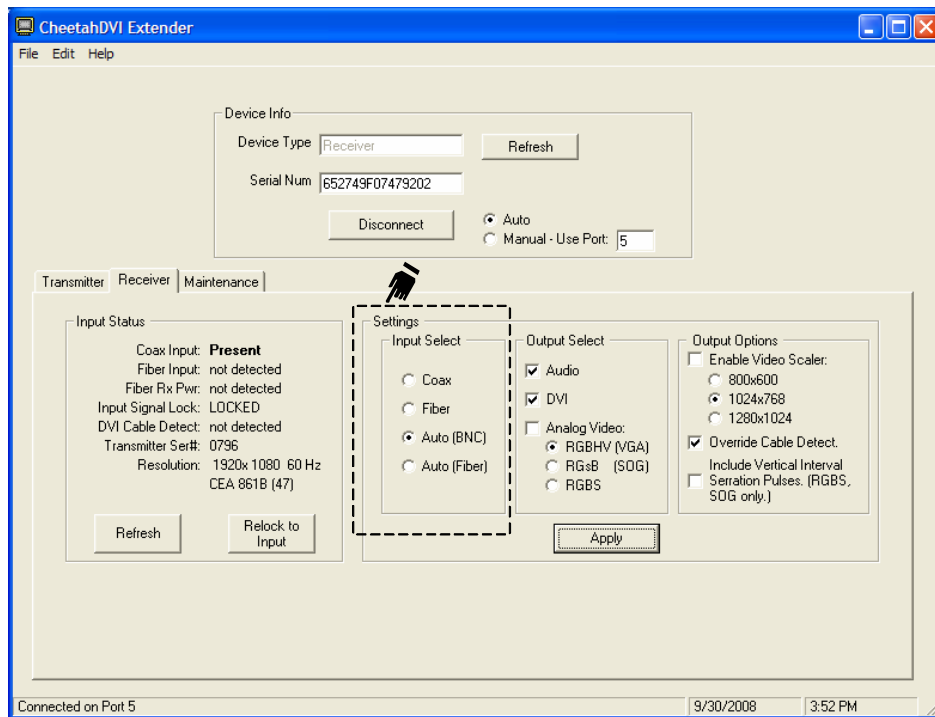 CheetahDVI Extender
File Edit Help
Device Info
Device Type Receiver Refresh
Serial Num 652749F07479202
Disconnect
Auto
Manual - Use Port: 5
Transmitter Receiver Maintenance
Input Status
Coax Input: Present
Fiber Input: not detected
Fiber Rx Pwr: not detected
Input Signal Lock: LOCKED
DVI Cable Detect: not detected
Transmitter Ser#: 0796
Resolution: 1920x1080 60 Hz
CEA 861B (47)
Refresh
Relock to
Input
Settings
Input Select
Coax
Fiber
Auto (BNC)
Auto (Fiber)
Output Select
Audio
DVI
Analog Video:
RGBHV (VGA)
RGsB (SOG)
RGBS
Output Options
Enable Video Scaler:
800x600
1024x768
1280x1024
Override Cable Detect.
Include Vertical Interval
Serration Pulses. (RGBS,
SOG only.)
Apply
Connected on Port 5 9/30/2008 3:52 PM